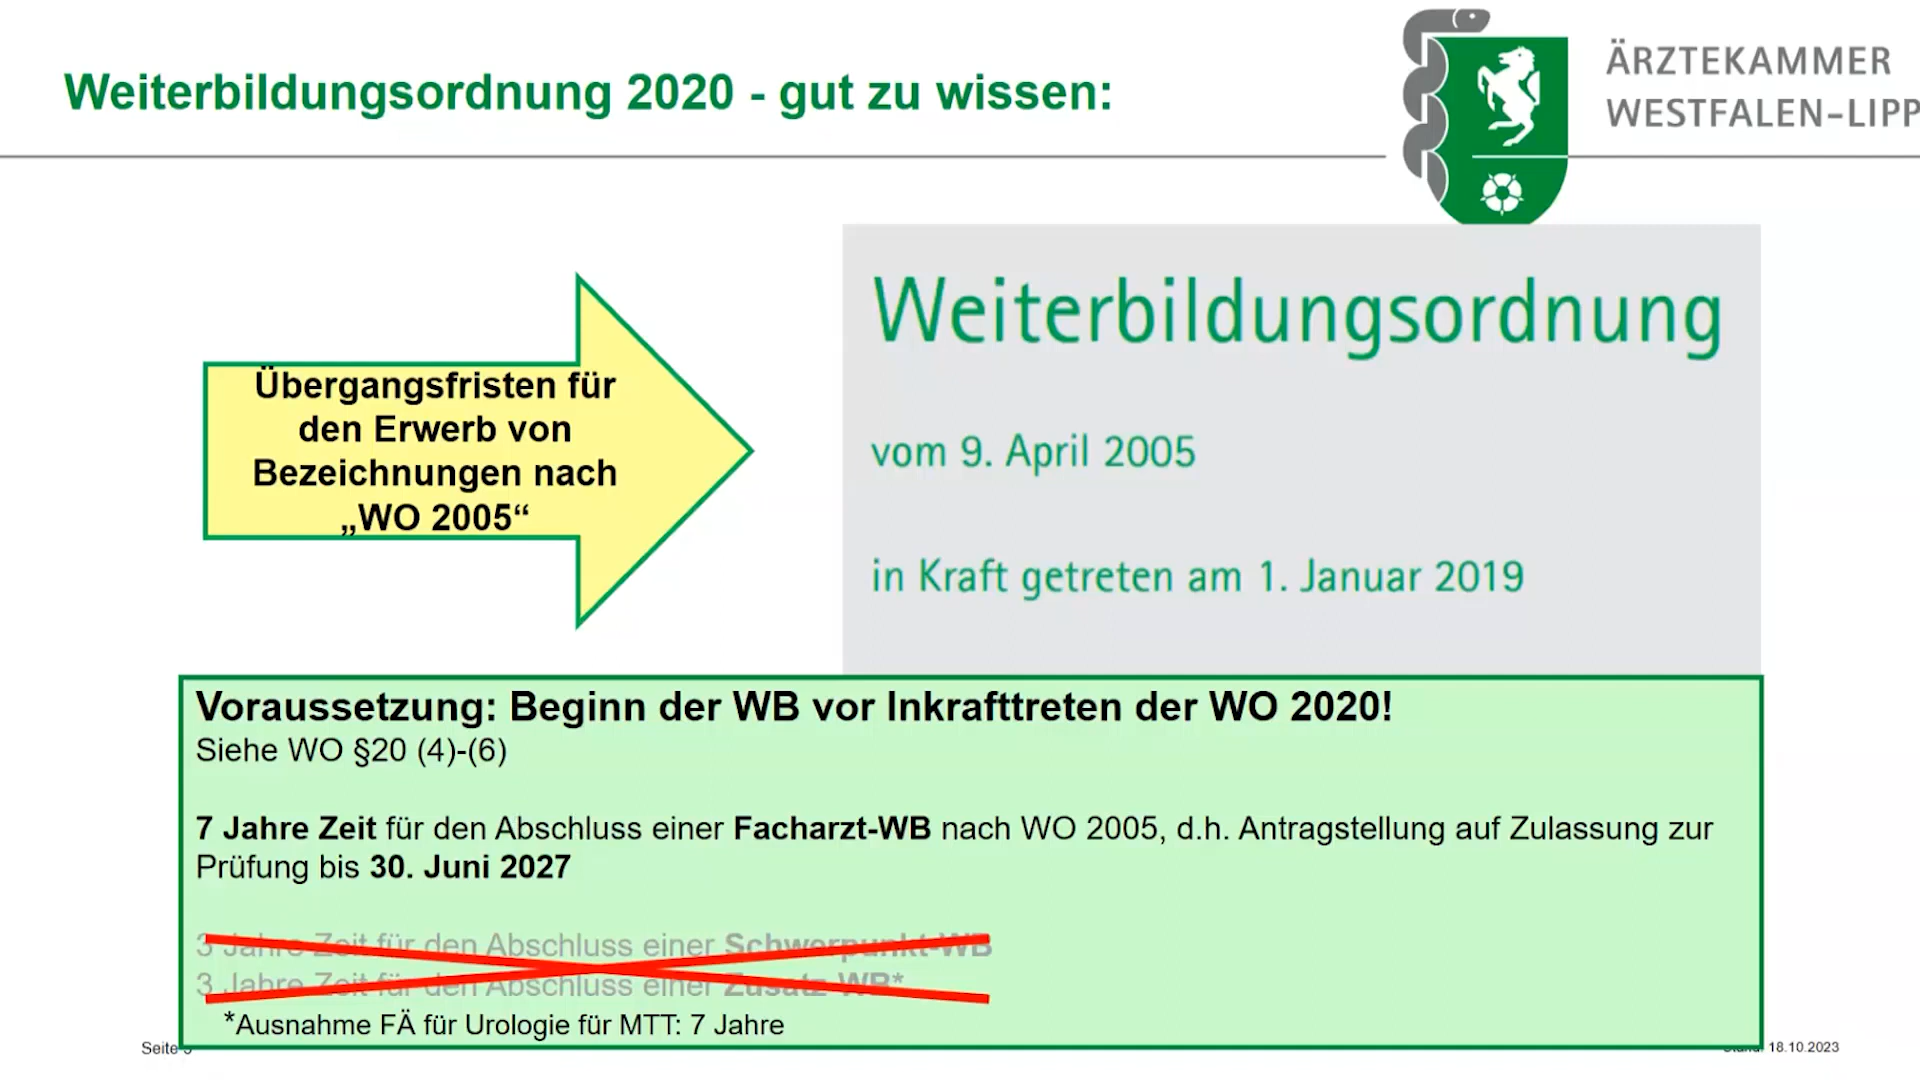 Weiterbildungsordnung 2020 - gut zu wissen:
ÄRZTEKAMMER
WESTFALEN-LIPP
Übergangsfristen für
den Erwerb von
Bezeichnungen nach
„WO 2005“
Weiterbildungsordnung
vom 9. April 2005
in Kraft getreten am 1. Januar 2019
Voraussetzung: Beginn der WB vor Inkrafttreten der WO 2020!
Siehe WO §20 (4)-(6)
7 Jahre Zeit für den Abschluss einer Facharzt-WB nach WO 2005, d.h. Antragstellung auf Zulassung zur
Prüfung bis 30. Juni 2027
3 Jahre Zeit für den Abschluss einer Schwerpunkt-WB
3 Jahre Zeit für den Abschluss einer Zusatz-WB*
*Ausnahme FÄ für Urologie für MTT: 7 Jahre
Seite
18.10.2023